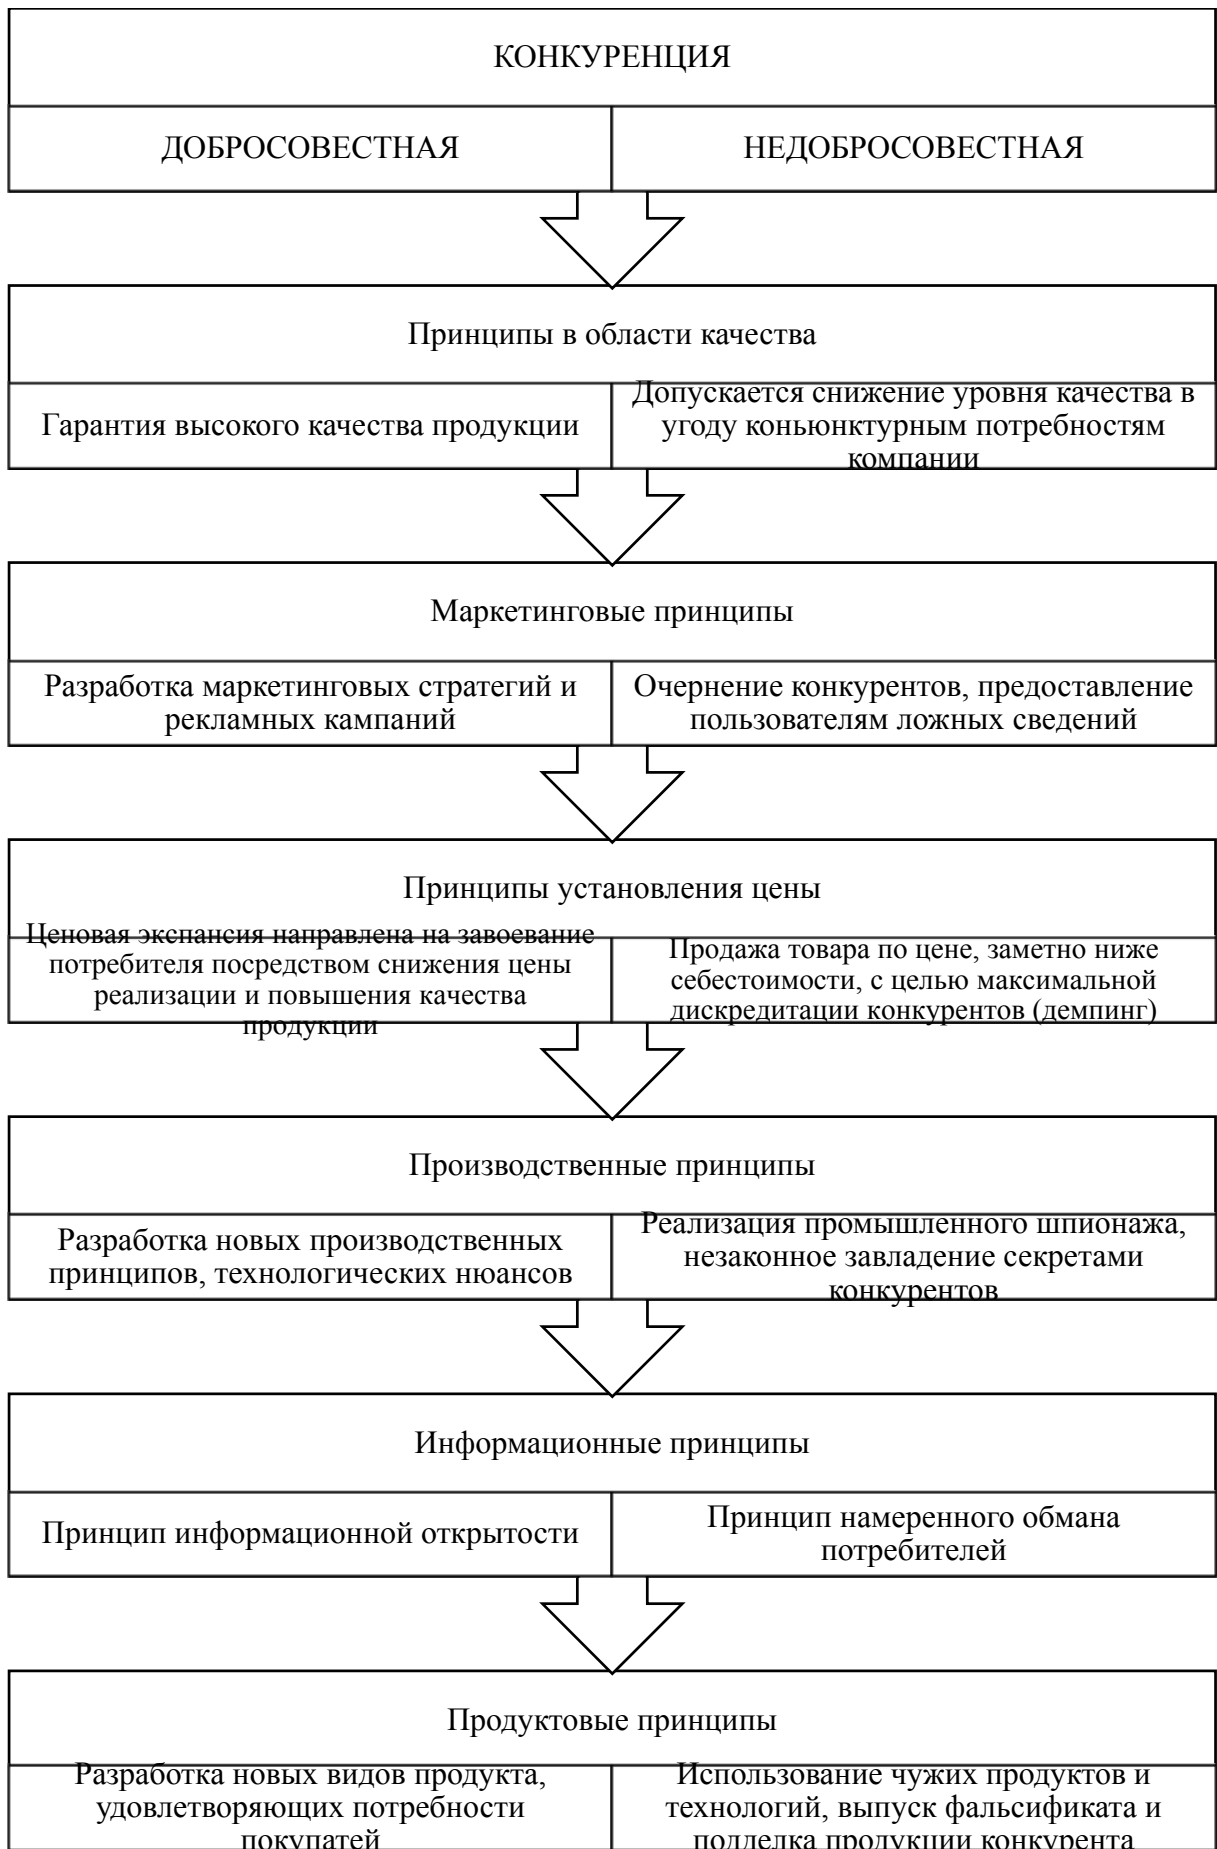 КОНКУРЕНЦИЯ
ДОБРОСОВЕСТНАЯ
НЕДОБРОСОВЕСТНАЯ
Принципы в области качества
Гарантия высокого качества продукции
Допускается снижение уровня качества в
угоду коньюнктурным потребностям
компании
Маркетинговые принципы
Разработка маркетинговых стратегий и
рекламных кампаний
Очернение конкурентов, предоставление
пользователям ложных сведений
Принципы установления цены
Ценовая экспансия направлена на завоевание
потребителя посредством снижения цены
реализации и повышения качества
продукции
Продажа товара по цене, заметно ниже
себестоимости, с целью максимальной
дискредитации конкурентов (демпинг)
Производственные принципы
Разработка новых производственных
принципов, технологических нюансов
Реализация промышленного шпионажа,
незаконное завладение секретами
конкурентов
Информационные принципы
Принцип информационной открытости
Принцип намеренного обмана
потребителей
Продуктовые принципы
Разработка новых видов продукта,
удовлетворяющих потребности
покупатей
Использование чужих продуктов и
технологий, выпуск фальсификата и
подделка продукции конкурента